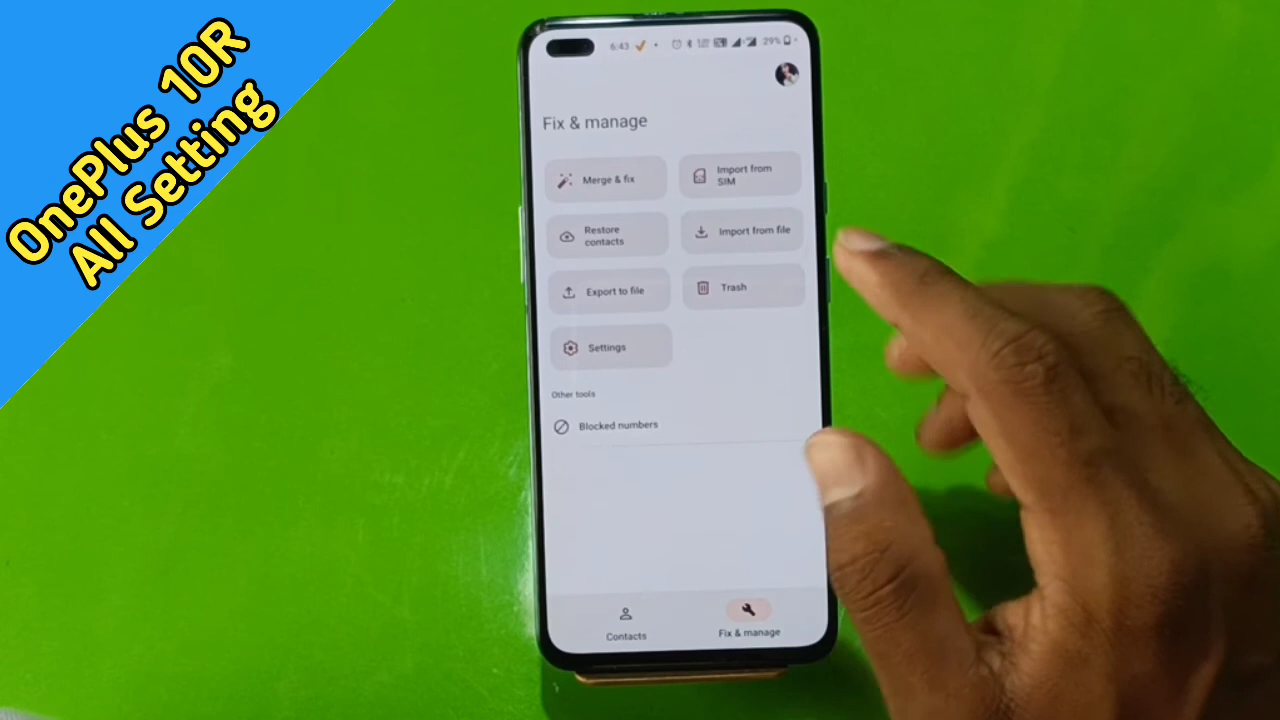 OnePlus 10R
All Setting
6:43
29%
Fix & manage
Merge & fix
Import from
SIM
Restore
contacts
Import from file
Export to file
Trash
Settings
Other tools
Blocked numbers
Contacts
Fix & manage